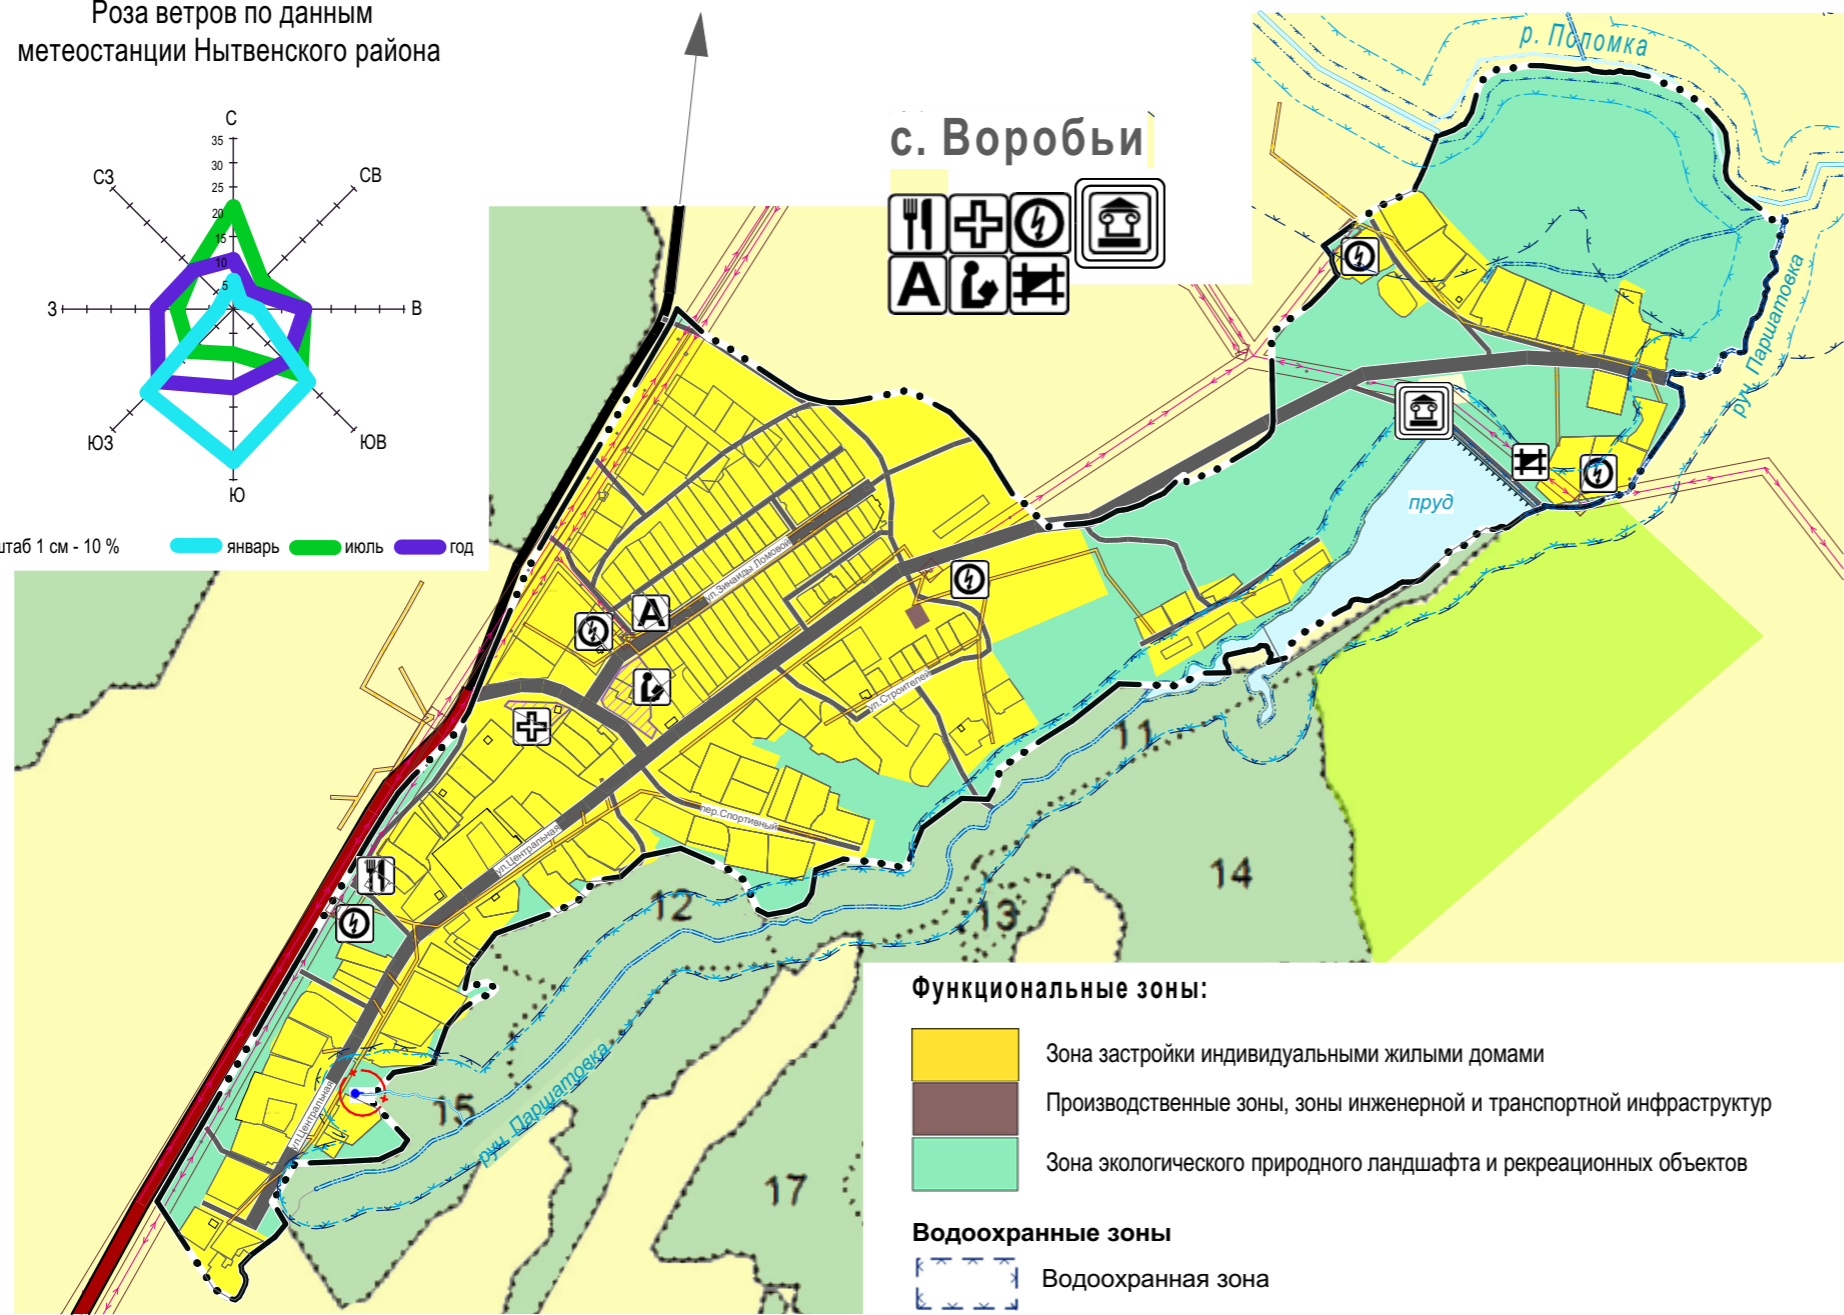 Роза ветров по данным
метеостанции Нытвенского района
С
35
30
25
20
15
10
5
СЗ
СВ
З
В
ЮЗ
ЮВ
Ю
штаб 1 см - 10 %
январь
июль
год
с. Воробьи
А
р. Поломка
руч. Паршатовка
пруд
ул.Зинаиды Ломовой
А
ул.Строителей
пер.Спортивный
ул.Центральная
ул.Центральная
руч. Паршатовка
11
12
13
14
15
17
Функциональные зоны:
Зона застройки индивидуальными жилыми домами
Производственные зоны, зоны инженерной и транспортной инфраструктур
Зона экологического природного ландшафта и рекреационных объектов
Водоохранные зоны
Водоохранная зона